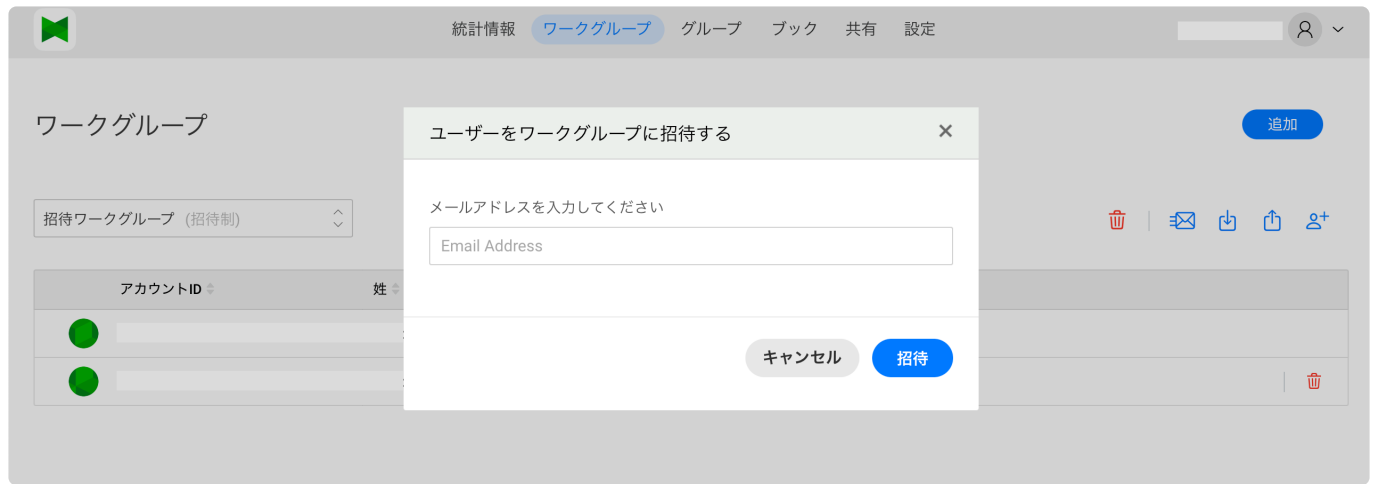 統計情報 ワークグループ グループ ブック 共有 設定
ワークグループ
追加
ユーザーをワークグループに招待する
招待ワークグループ (招待制)
メールアドレスを入力してください
Email Address
アカウントID 姓
キャンセル 招待